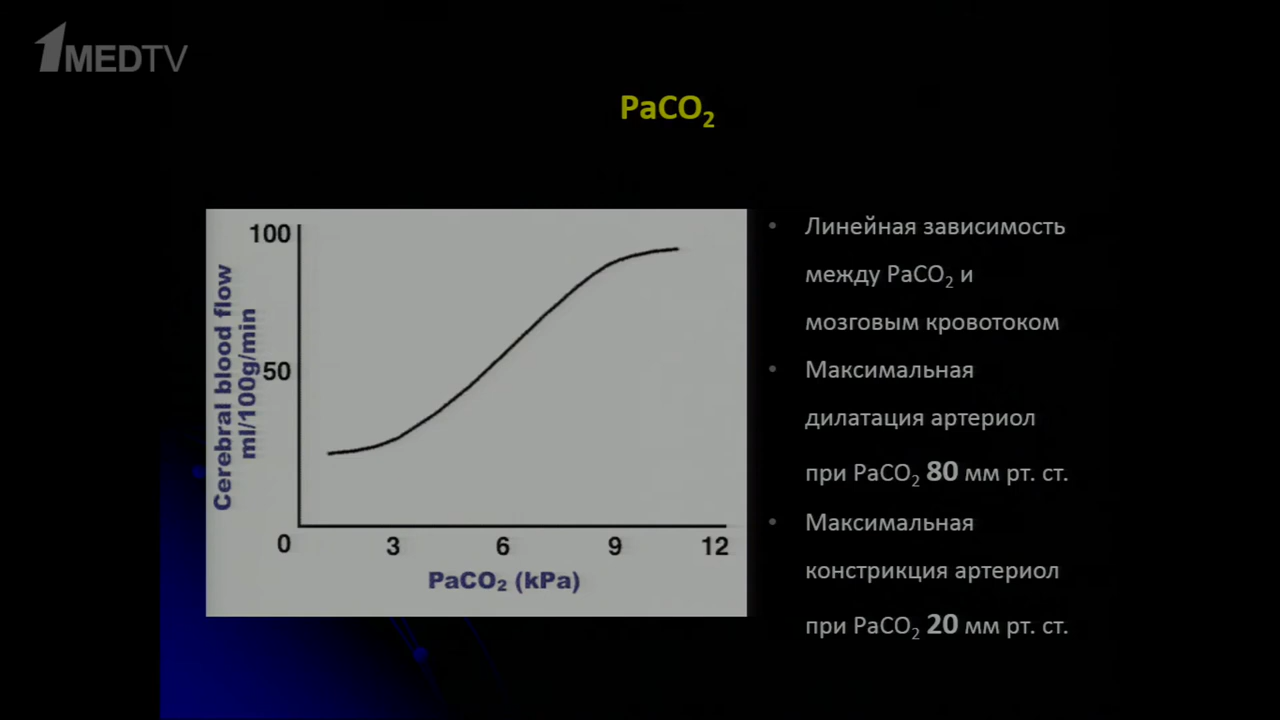 1MEDTV
PaCO₂
100
50
0
3
6
9
12
Cerebral blood flow
ml/100g/min
PaCO₂ (kPa)
• Линейная зависимость
между PaCO₂ и
мозговым кровотоком
• Максимальная
дилатация артериол
при PaCO₂ 80 мм рт. ст.
• Максимальная
констрикция артериол
при PaCO₂ 20 мм рт. ст.